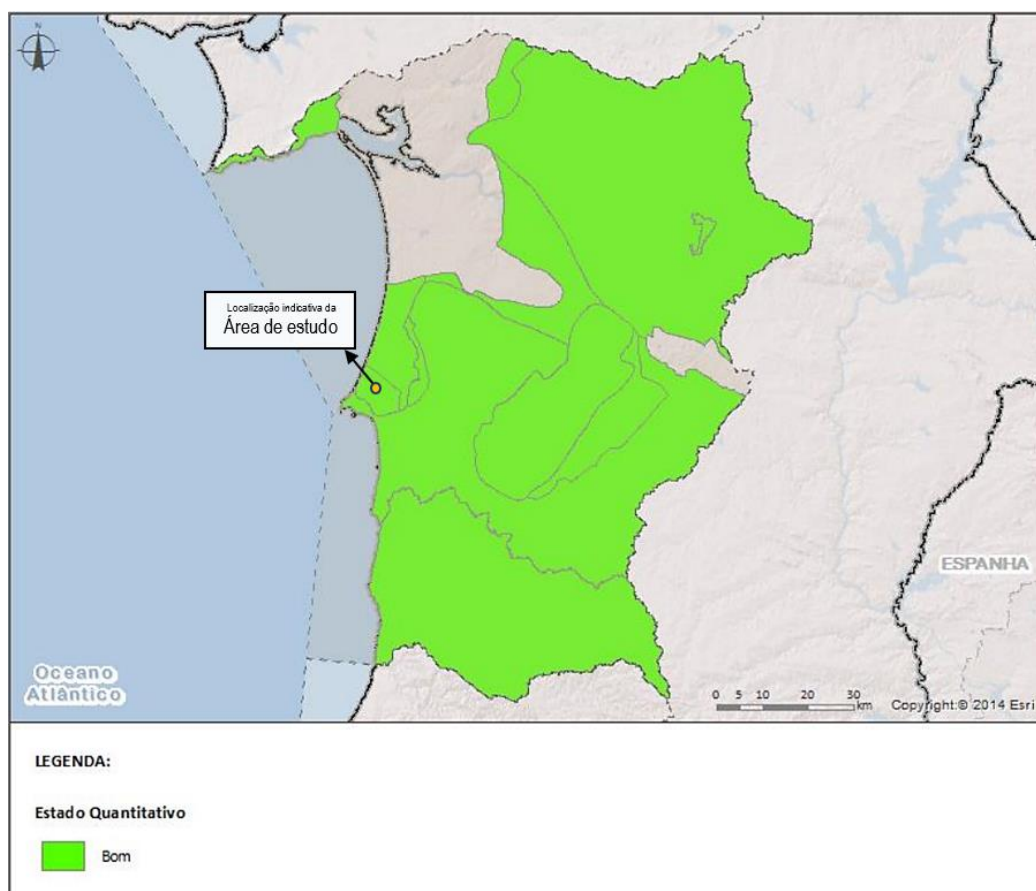 N
Localização indicativa da
Área de estudo
ESPANHA
Oceano
Atlântico
0 5 10 20 30
km
Copyright:© 2014 Esri
LEGENDA:
Estado Quantitativo
Bom